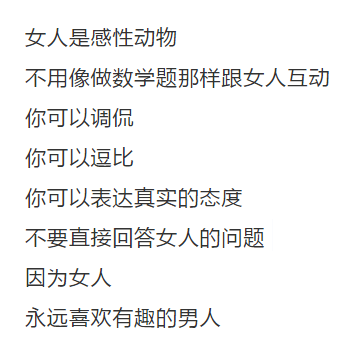 女人是感性动物
不用像做数学题那样跟女人互动
你可以调侃
你可以逗比
你可以表达真实的态度
不要直接回答女人的问题
因为女人
永远喜欢有趣的男人